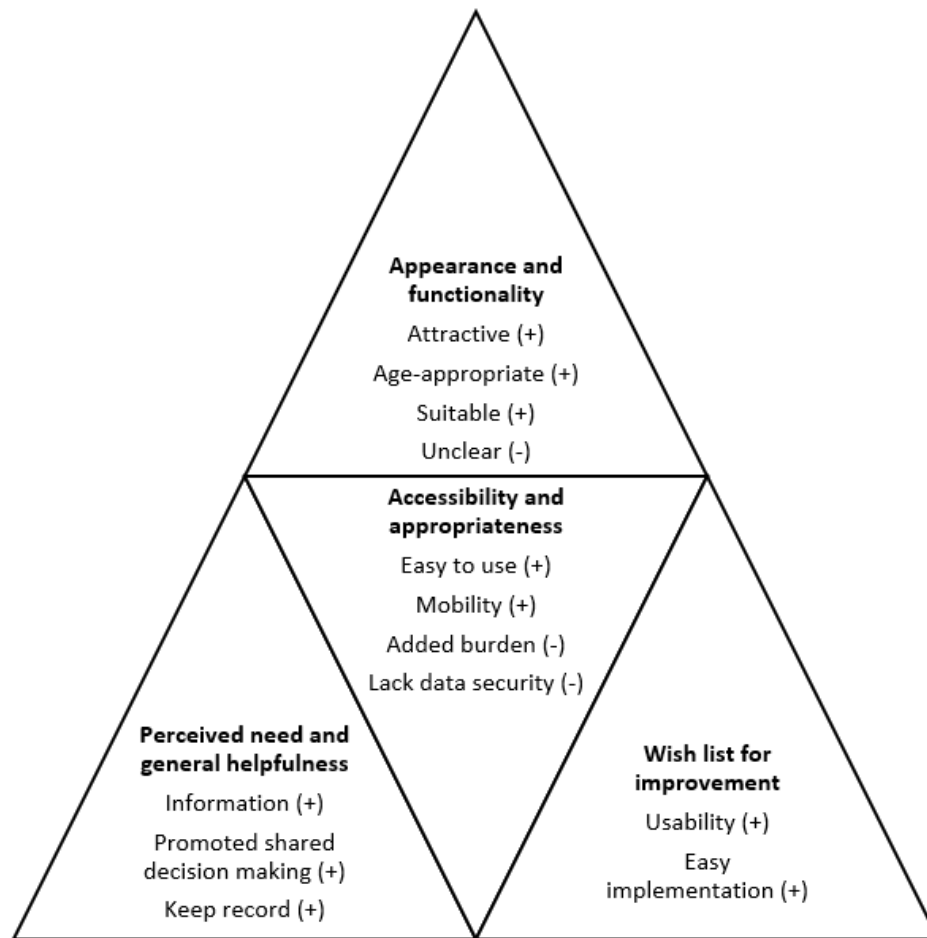 Appearance and
functionality
Attractive (+)
Age-appropriate (+)
Suitable (+)
Unclear (-)
Accessibility and
appropriateness
Easy to use (+)
Mobility (+)
Added burden (-)
Lack data security (-)
Perceived need and
general helpfulness
Information (+)
Promoted shared
decision making (+)
Keep record (+)
Wish list for
improvement
Usability (+)
Easy
implementation (+)